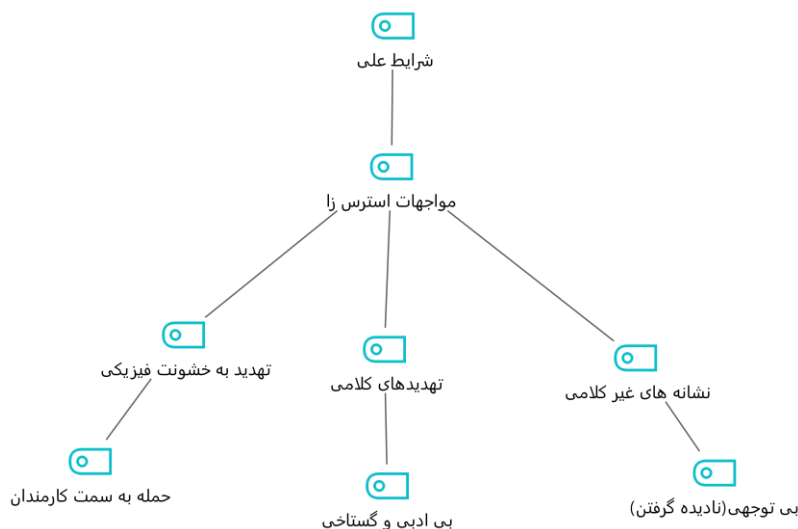 شرایط علی
مواجهات استرس زا
تهدید به خشونت فیزیکی
تهدیدهای کلامی
نشانه های غیر کلامی
حمله به سمت کارمندان
بی ادبی و گستاخی
بی توجهی(نادیده گرفتن)